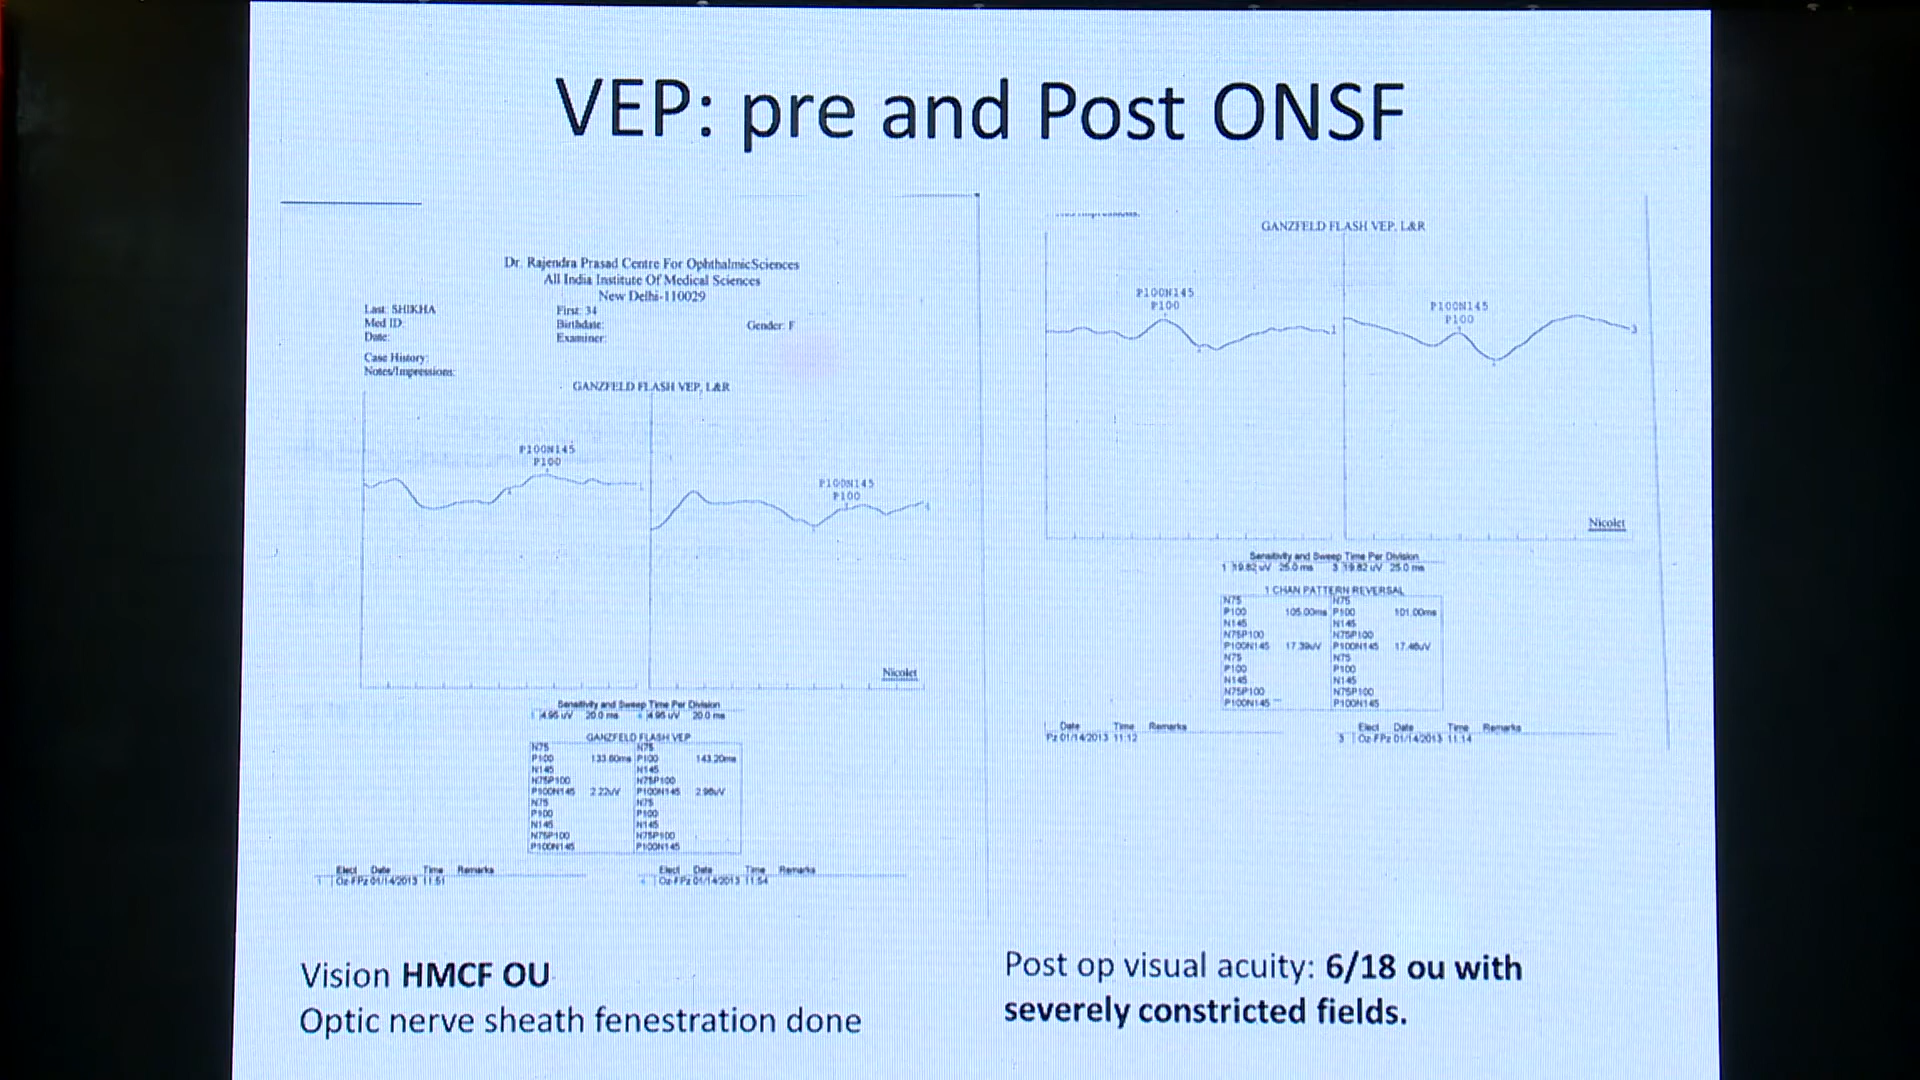 VEP: pre and Post ONSF
Dr. Rajendra Prasad Centre For OphthalmicSciences
All India Institute Of Medical Sciences
New Delhi-110029
Last: SHIKHA First: 34
Med ID: Birthdate: Gender: F
Date: Examiner:
Case History:
Notes/Impressions:
GANZFELD FLASH VEP, L&R
P100N145
P100
P100N145
P100
Nicolet
Sensitivity and Sweep Time Per Division
1 4.95 uV 20.0 ms 4 4.95 uV 20.0 ms
GANZFELD FLASH VEP
N75 N75
P100 133.60ms P100 143.20ms
N145 N145
N75P100 N75P100
P100N145 2.22uV P100N145 2.96uV
N75 N75
P100 P100
N145 N145
N75P100 N75P100
P100N145 P100N145
Elect Date Time Remarks
1 Oz-FPz 01/14/2013 11:51
Elect Date Time Remarks
4 Oz-FPz 01/14/2013 11:54
Vision HMCF OU
Optic nerve sheath fenestration done
GANZFELD FLASH VEP, L&R
P100N145
P100
1
P100N145
P100
3
Nicolet
Sensitivity and Sweep Time Per Division
1 19.82 uV 25.0 ms 3 19.82 uV 25.0 ms
1 CHAN PATTERN REVERSAL
N75 N75
P100 105.00ms P100 101.00ms
N145 N145
N75P100 N75P100
P100N145 17.39uV P100N145 17.46uV
N75 N75
P100 P100
N145 N145
N75P100 N75P100
P100N145 P100N145
Date Time Remarks
Pz 01/14/2013 11:12
Elect Date Time Remarks
3 Oz-FPz 01/14/2013 11:14
Post op visual acuity: 6/18 ou with
severely constricted fields.